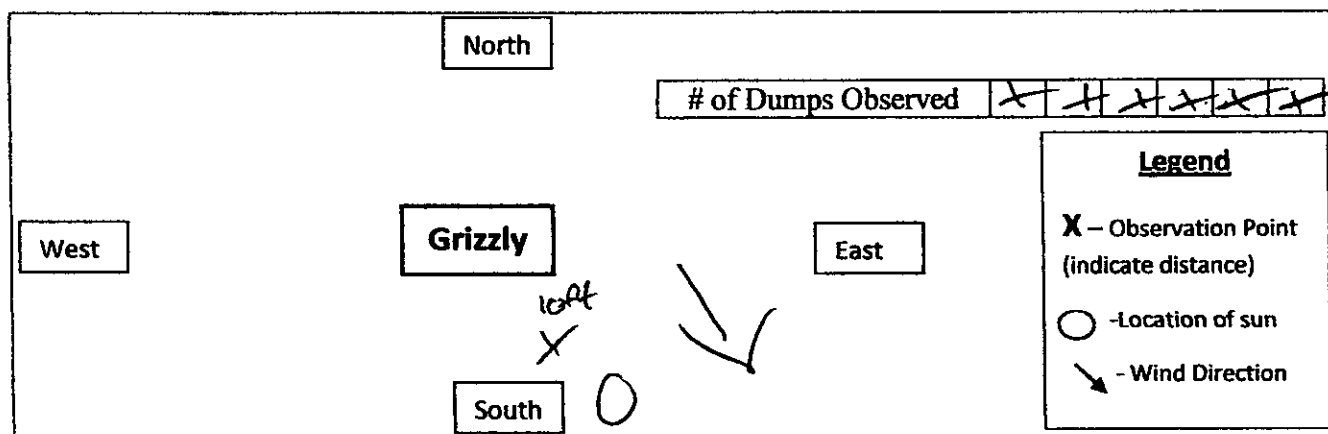 North
# of Dumps Observed X X X X X X
Legend
West
Grizzly
East
X – Observation Point
(indicate distance)
10ft
X
-Location of sun
- Wind Direction
South